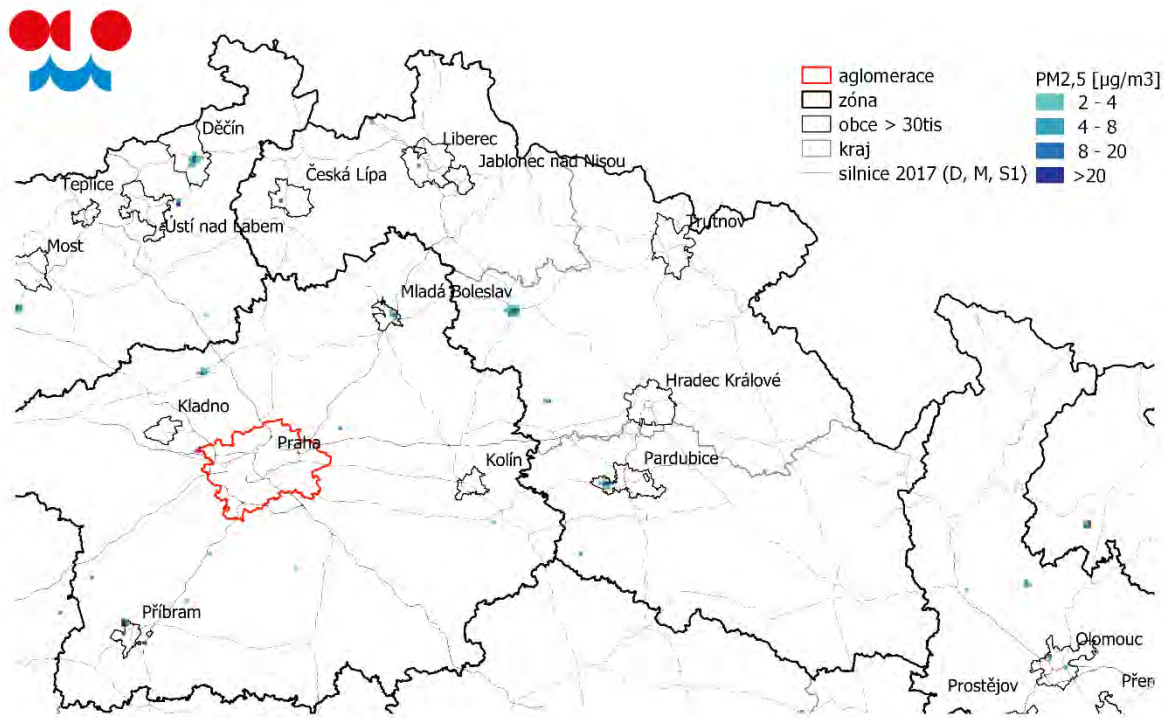 aglomerace
zóna
obce > 30tis
kraj
silnice 2017 (D, M, S1)
PM2,5 [µg/m3]
2 - 4
4 - 8
8 - 20
>20
Děčín
Liberec
Jablonec nad Nisou
Česká Lípa
Teplice
Ústí nad Labem
Trutnov
Most
Mladá Boleslav
Hradec Králové
Kladno
Praha
Kolín
Pardubice
Příbram
Olomouc
Prostějov
Přer